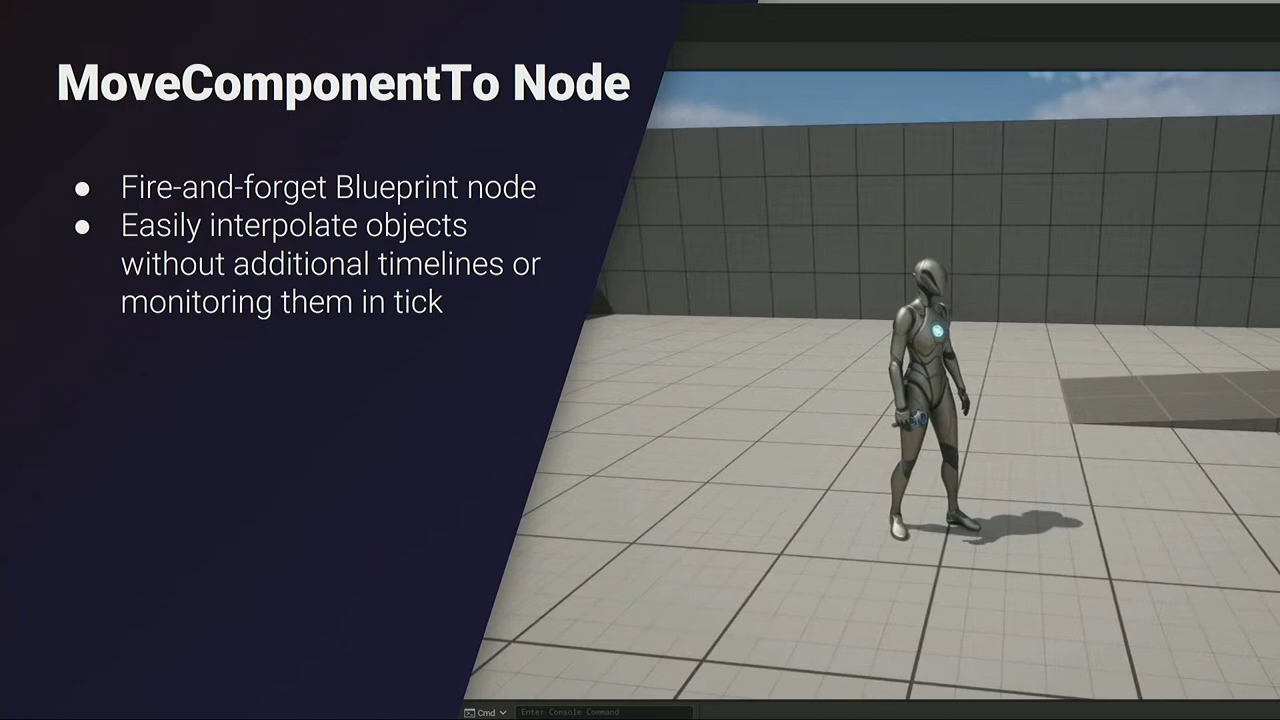 MoveComponentTo Node
● Fire-and-forget Blueprint node
● Easily interpolate objects
without additional timelines or
monitoring them in tick
Cmd
Enter Console Command